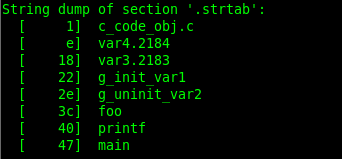 String dump of section '.strtab':
  [     1]  c_code_obj.c
  [     e]  var4.2184
  [    18]  var3.2183
  [    22]  g_init_var1
  [    2e]  g_uninit_var2
  [    3c]  foo
  [    40]  printf
  [    47]  main